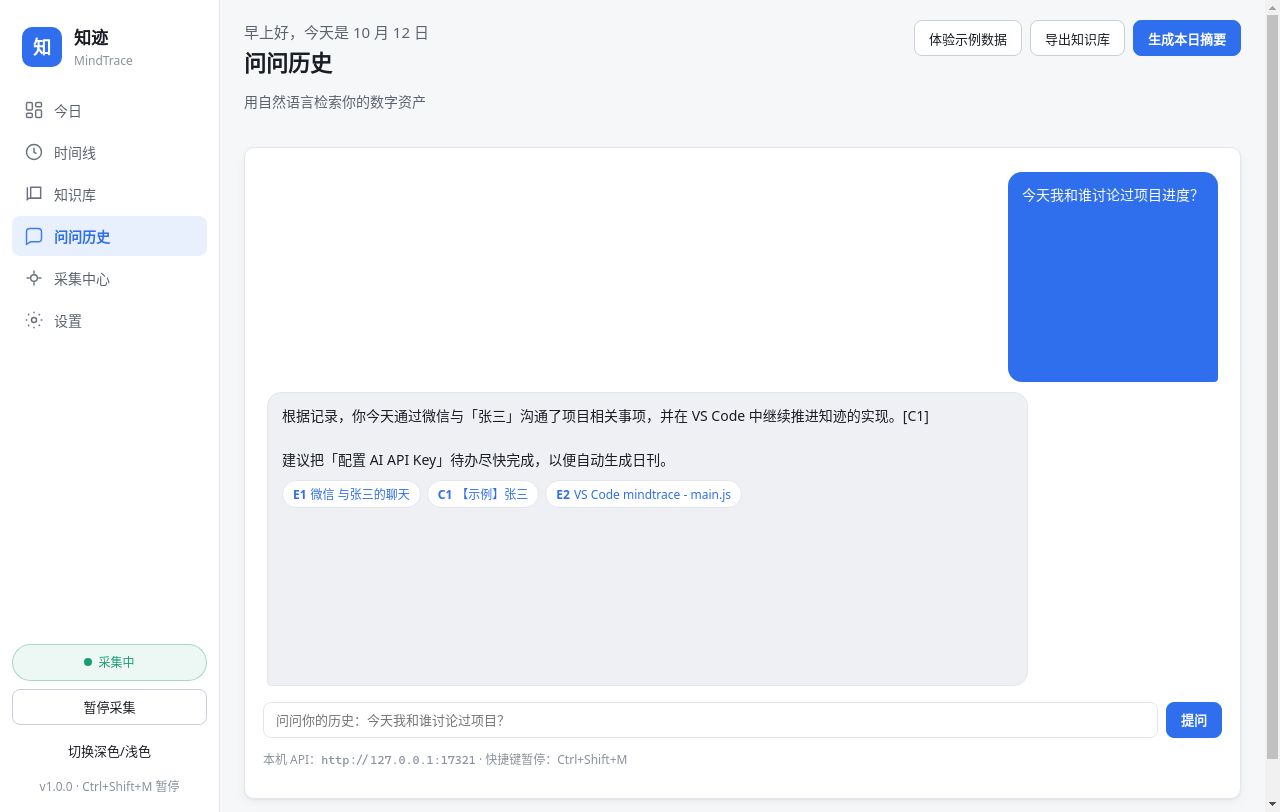 知
知迹
MindTrace
今日
时间线
知识库
问问历史
采集中心
设置
采集中
暂停采集
切换深色/浅色
v1.0.0 · Ctrl+Shift+M 暂停
早上好，今天是 10 月 12 日
问问历史
用自然语言检索你的数字资产
体验示例数据
导出知识库
生成本日摘要
今天我和谁讨论过项目进度？
根据记录，你今天通过微信与「张三」沟通了项目相关事项，并在 VS Code 中继续推进知迹的实现。[C1]
建议把「配置 AI API Key」待办尽快完成，以便自动生成日刊。
E1 微信 与张三的聊天
C1 【示例】张三
E2 VS Code mindtrace - main.js
问问你的历史：今天我和谁讨论过项目？
提问
本机 API：http://127.0.0.1:17321 · 快捷键暂停：Ctrl+Shift+M